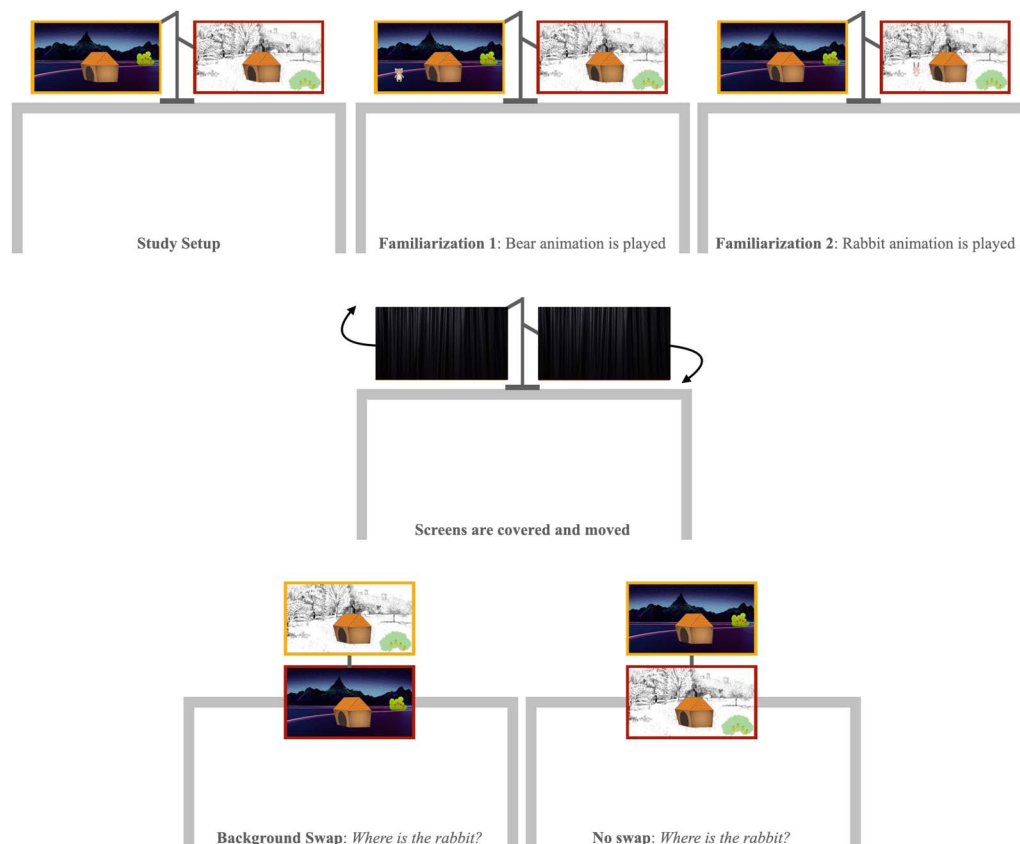 Study Setup
Familiarization 1: Bear animation is played
Familiarization 2: Rabbit animation is played
Screens are covered and moved
Background Swap: Where is the rabbit?
No swap: Where is the rabbit?